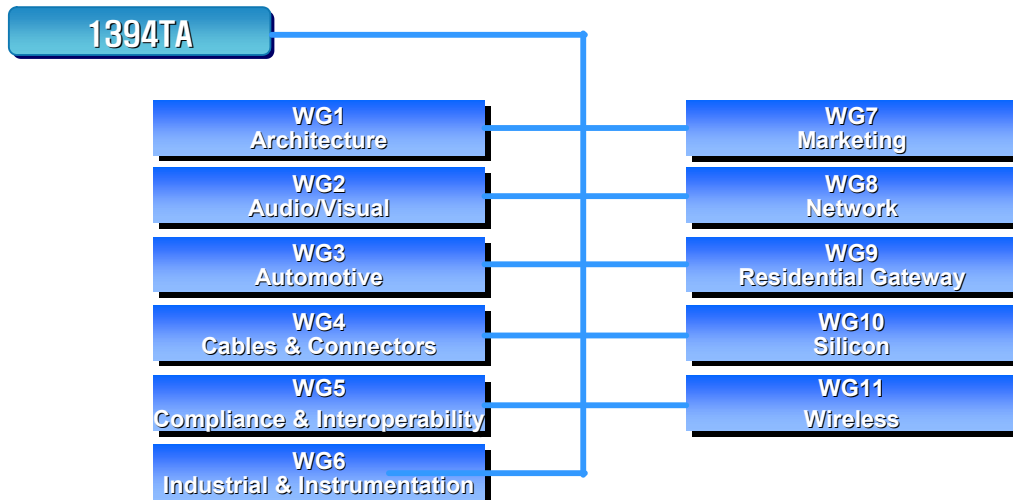 1394TA
WG1
Architecture
WG2
Audio/Visual
WG3
Automotive
WG4
Cables & Connectors
WG5
Compliance & Interoperability
WG6
Industrial & Instrumentation
WG7
Marketing
WG8
Network
WG9
Residential Gateway
WG10
Silicon
WG11
Wireless